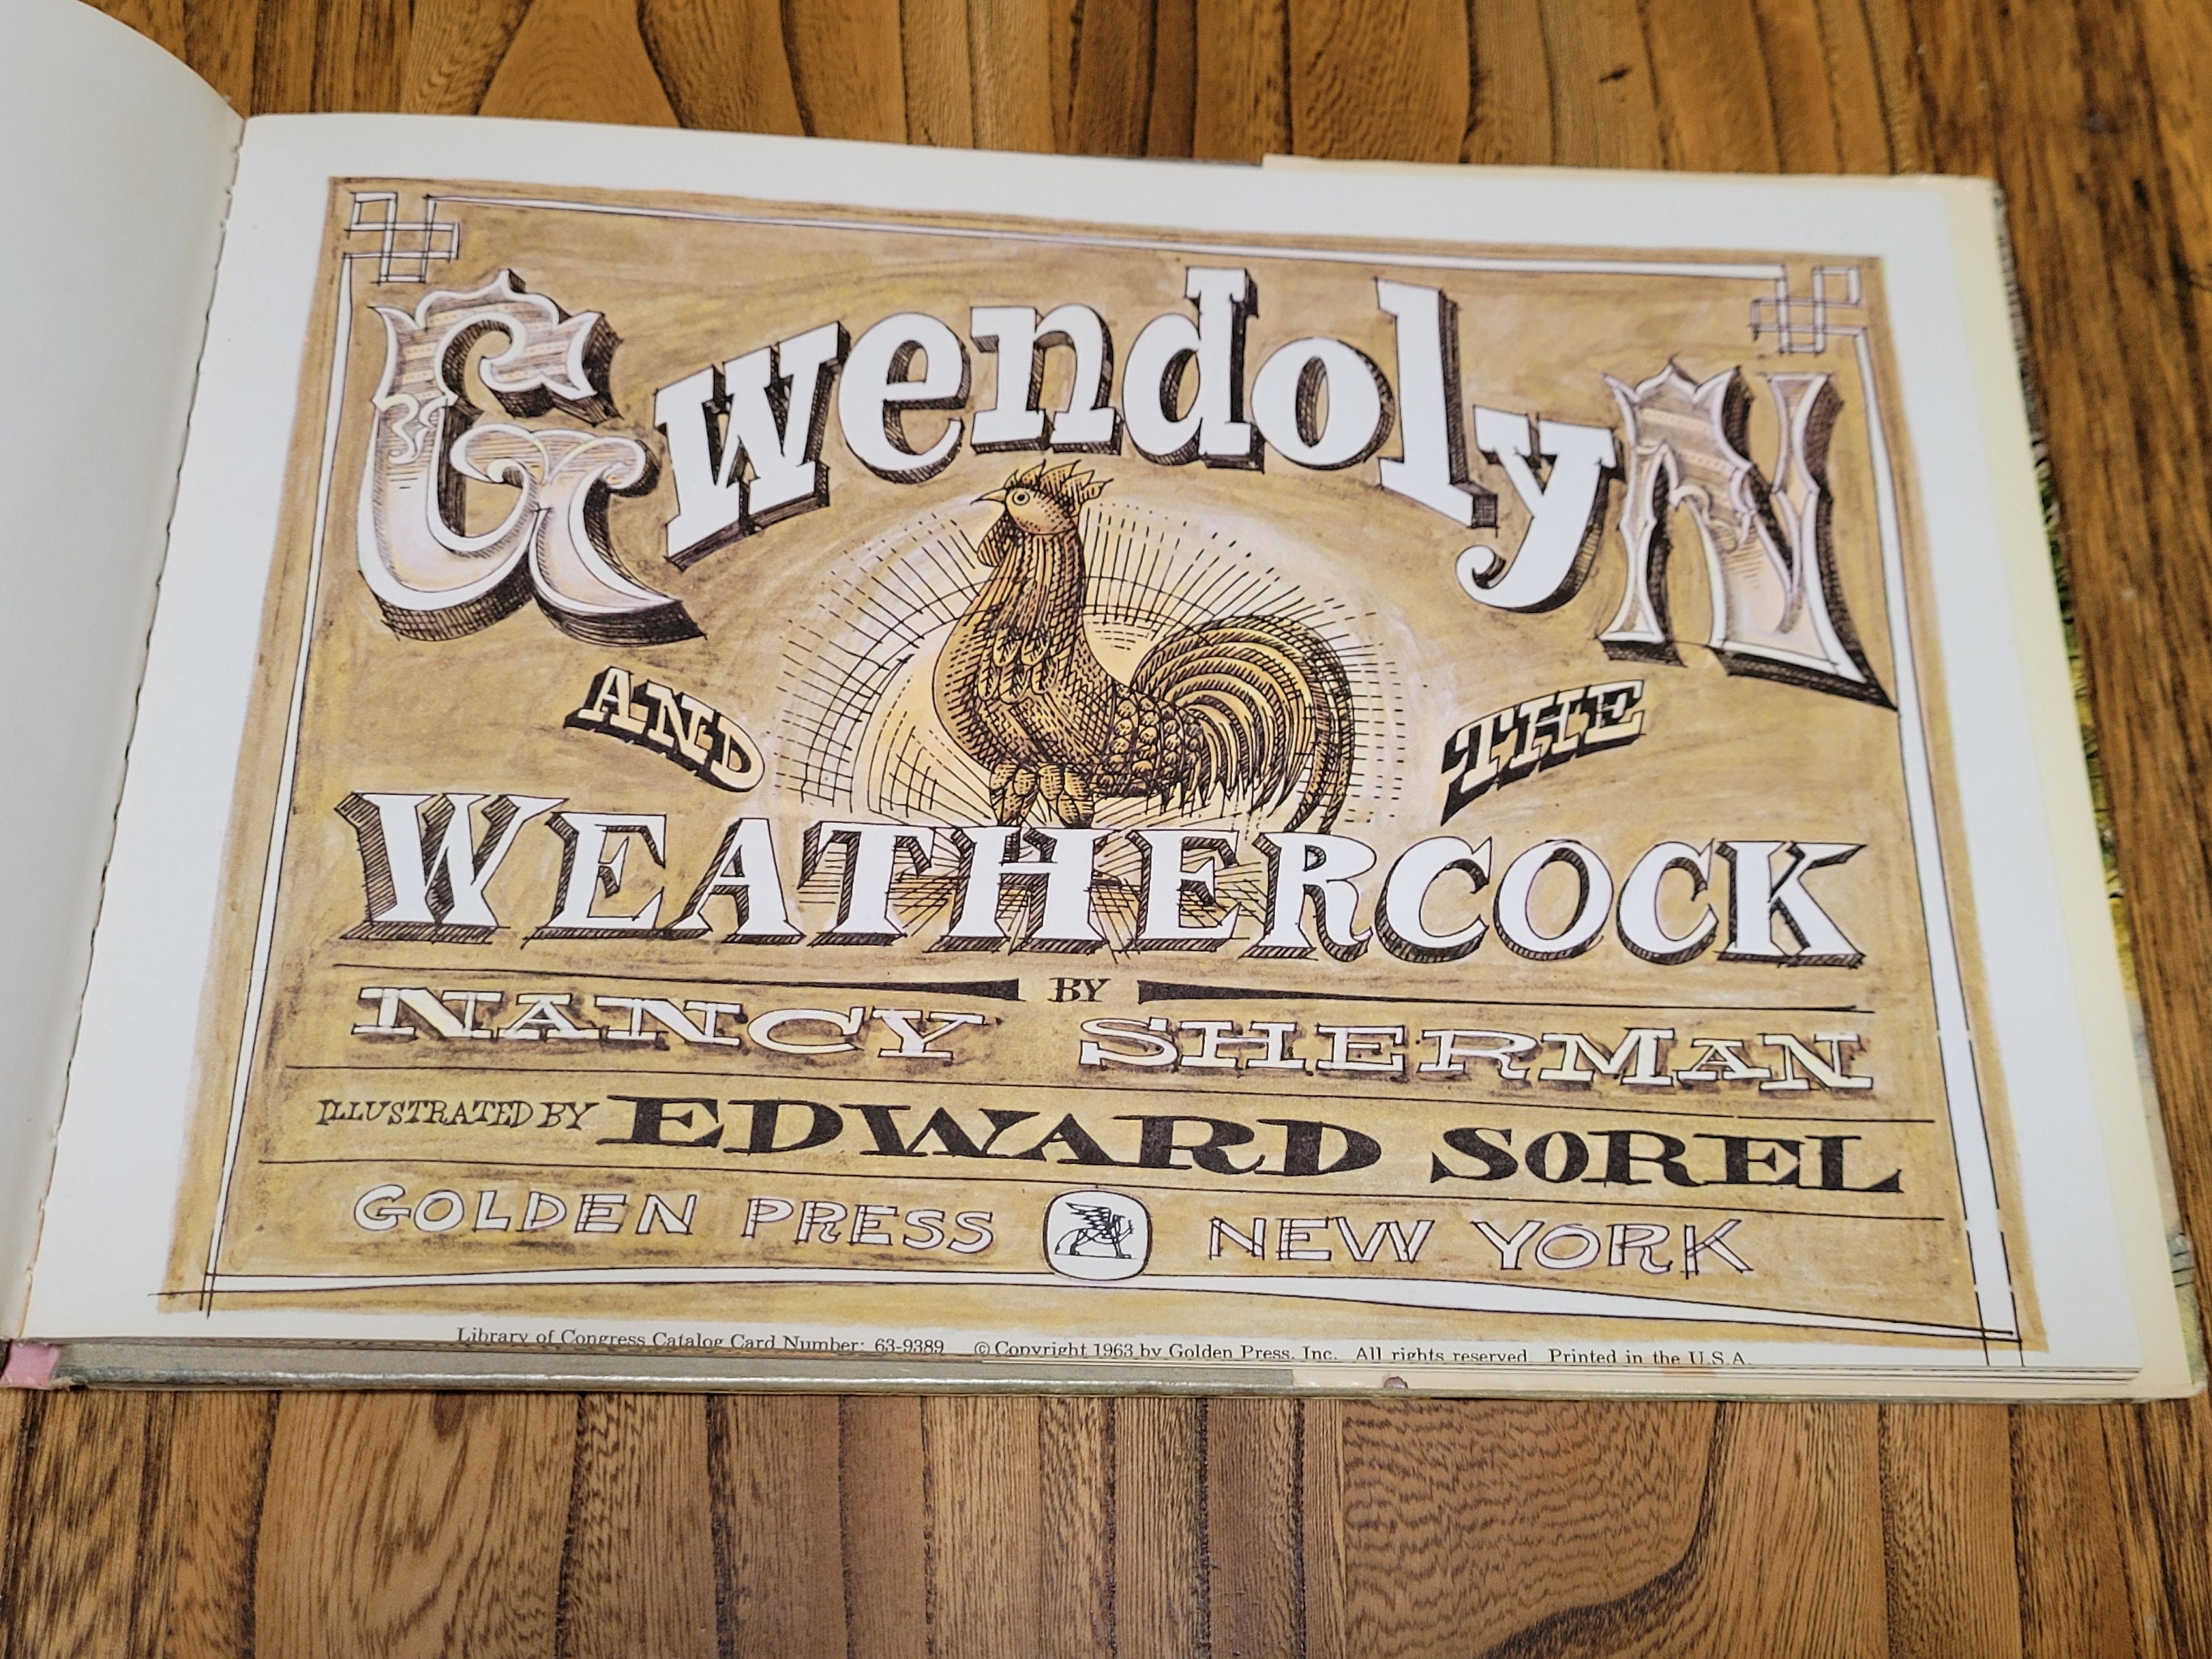 GwendolyN
AND THE
WEATHERCOCK
BY
NANCY SHERMAN
ILLUSTRATED BY EDWARD SOREL
GOLDEN PRESS NEW YORK
Library of Congress Catalog Card Number: 63-9389 © Copyright 1963 by Golden Press, Inc. All rights reserved. Printed in the U.S.A.